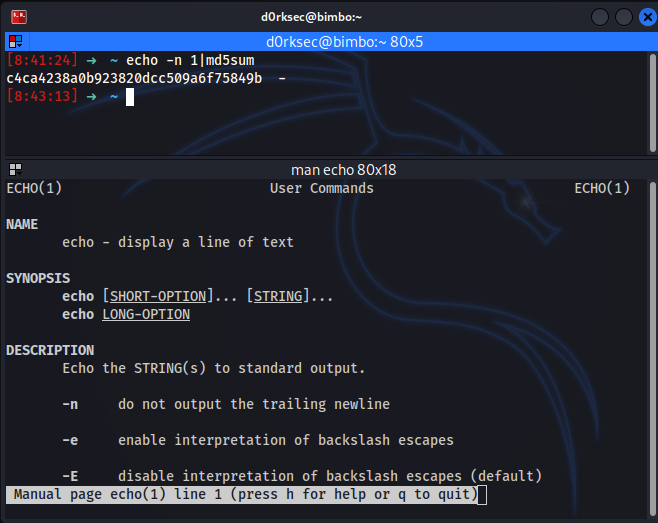 d0rksec@bimbo:~
d0rksec@bimbo:~ 80x5
[8:41:24] → ~ echo -n 1|md5sum
c4ca4238a0b923820dcc509a6f75849b  -
[8:43:13] → ~
man echo 80x18
ECHO(1) User Commands ECHO(1)
NAME
echo - display a line of text
SYNOPSIS
echo [SHORT-OPTION]... [STRING]...
echo LONG-OPTION
DESCRIPTION
Echo the STRING(s) to standard output.
-n do not output the trailing newline
-e enable interpretation of backslash escapes
-E disable interpretation of backslash escapes (default)
Manual page echo(1) line 1 (press h for help or q to quit)